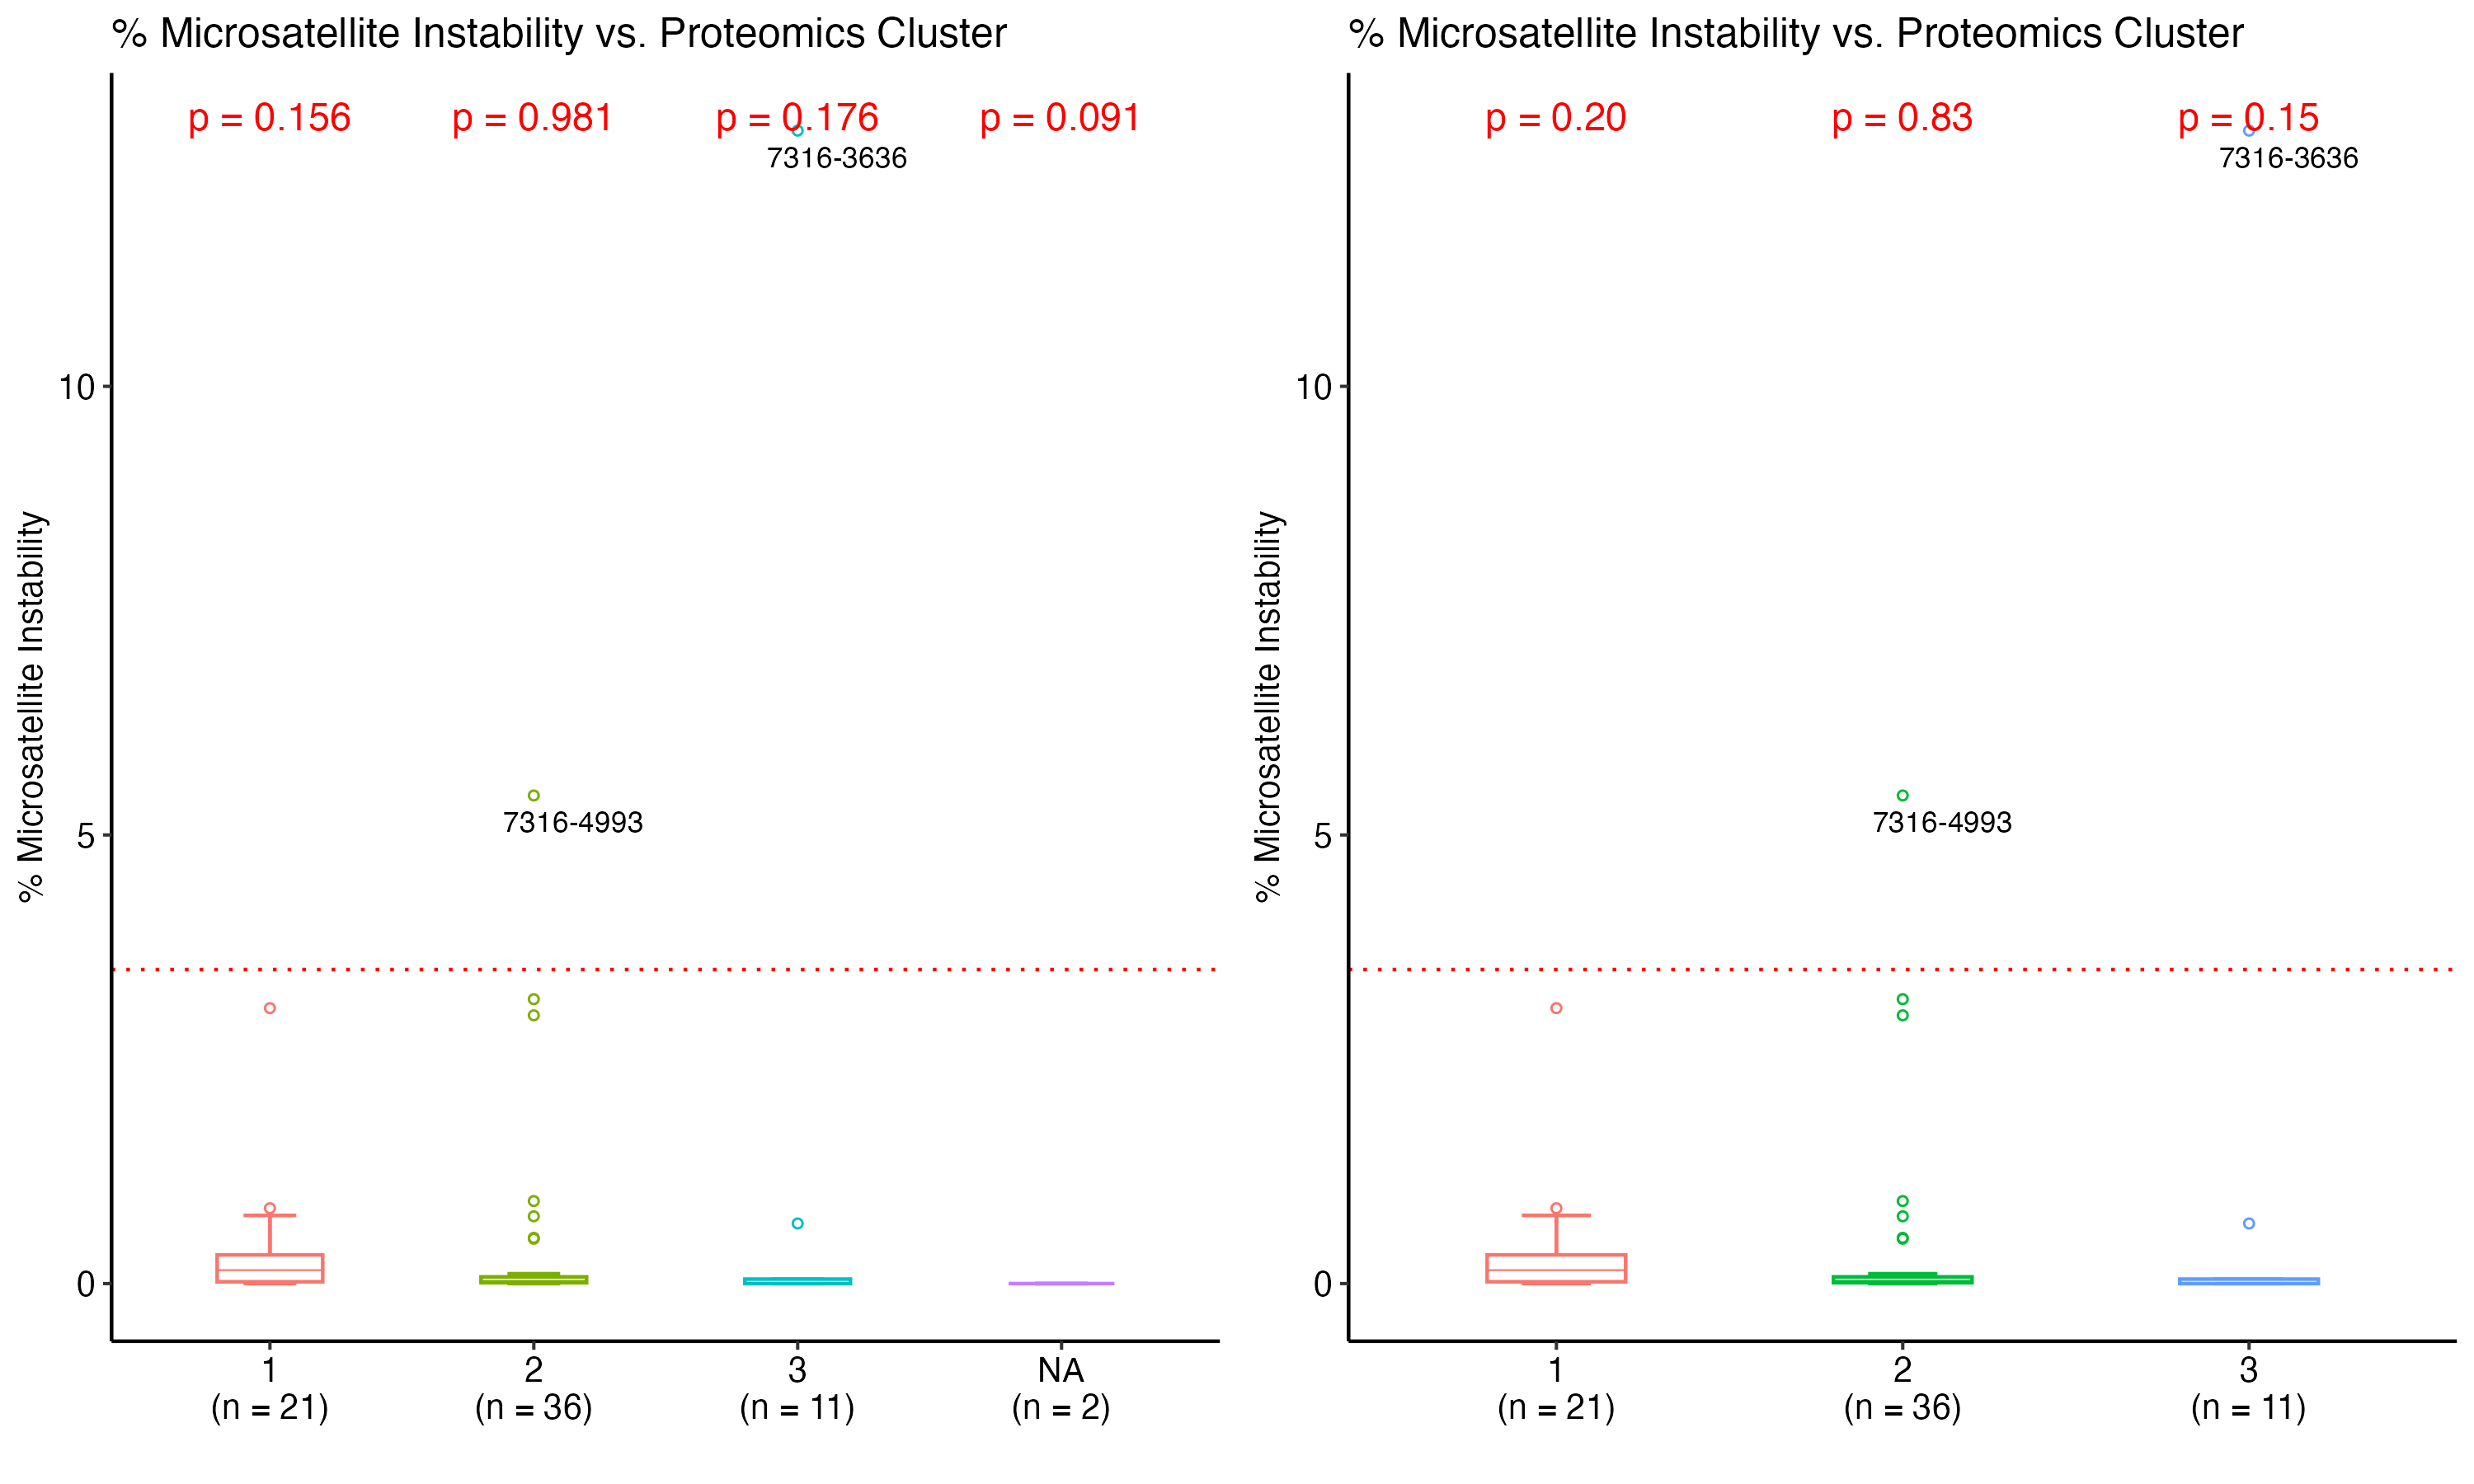 % Microsatellite Instability vs. Proteomics Cluster
p = 0.156
p = 0.981
p = 0.176
p = 0.091
7316-3636
10
% Microsatellite Instability
7316-4993
5
0
1
(n = 21)
2
(n = 36)
3
(n = 11)
NA
(n = 2)
% Microsatellite Instability vs. Proteomics Cluster
p = 0.20
p = 0.83
p = 0.15
7316-3636
10
% Microsatellite Instability
7316-4993
5
0
1
(n = 21)
2
(n = 36)
3
(n = 11)